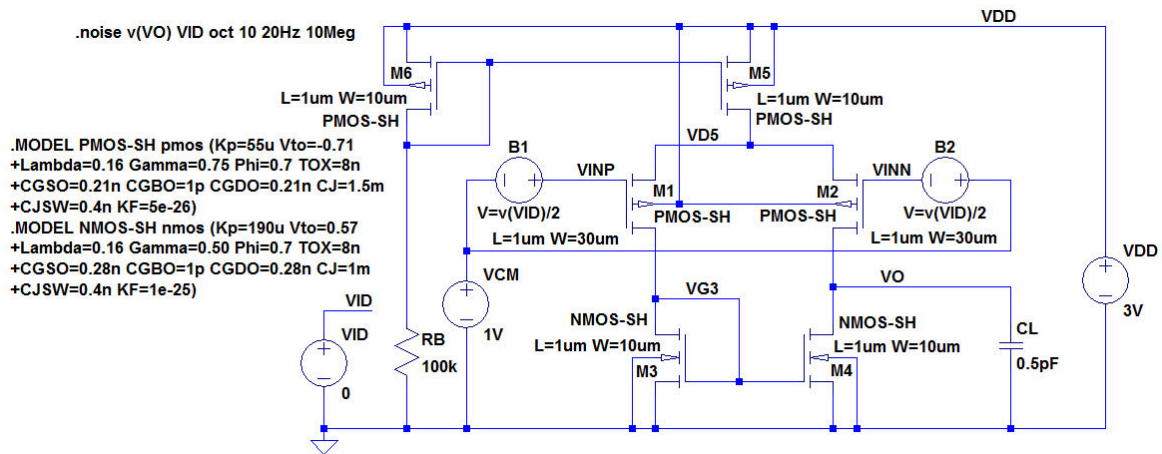 .noise v(VO) VID oct 10 20Hz 10Meg
VDD
M6
M5
L=1um W=10um
L=1um W=10um
PMOS-SH
PMOS-SH
.MODEL PMOS-SH pmos (Kp=55u Vto=-0.71
+Lambda=0.16 Gamma=0.75 Phi=0.7 TOX=8n
+CGSO=0.21n CGBO=1p CGDO=0.21n CJ=1.5m
+CJSW=0.4n KF=5e-26)
.MODEL NMOS-SH nmos (Kp=190u Vto=0.57
+Lambda=0.16 Gamma=0.50 Phi=0.7 TOX=8n
+CGSO=0.28n CGBO=1p CGDO=0.28n CJ=1m
+CJSW=0.4n KF=1e-25)
VD5
B1
B2
VINP
VINN
M1
M2
PMOS-SH
PMOS-SH
V=v(VID)/2
V=v(VID)/2
L=1um W=30um
L=1um W=30um
VCM
1V
VG3
VO
VDD
3V
VID
VID
0
RB
100k
NMOS-SH
L=1um W=10um
M3
NMOS-SH
L=1um W=10um
M4
CL
0.5pF